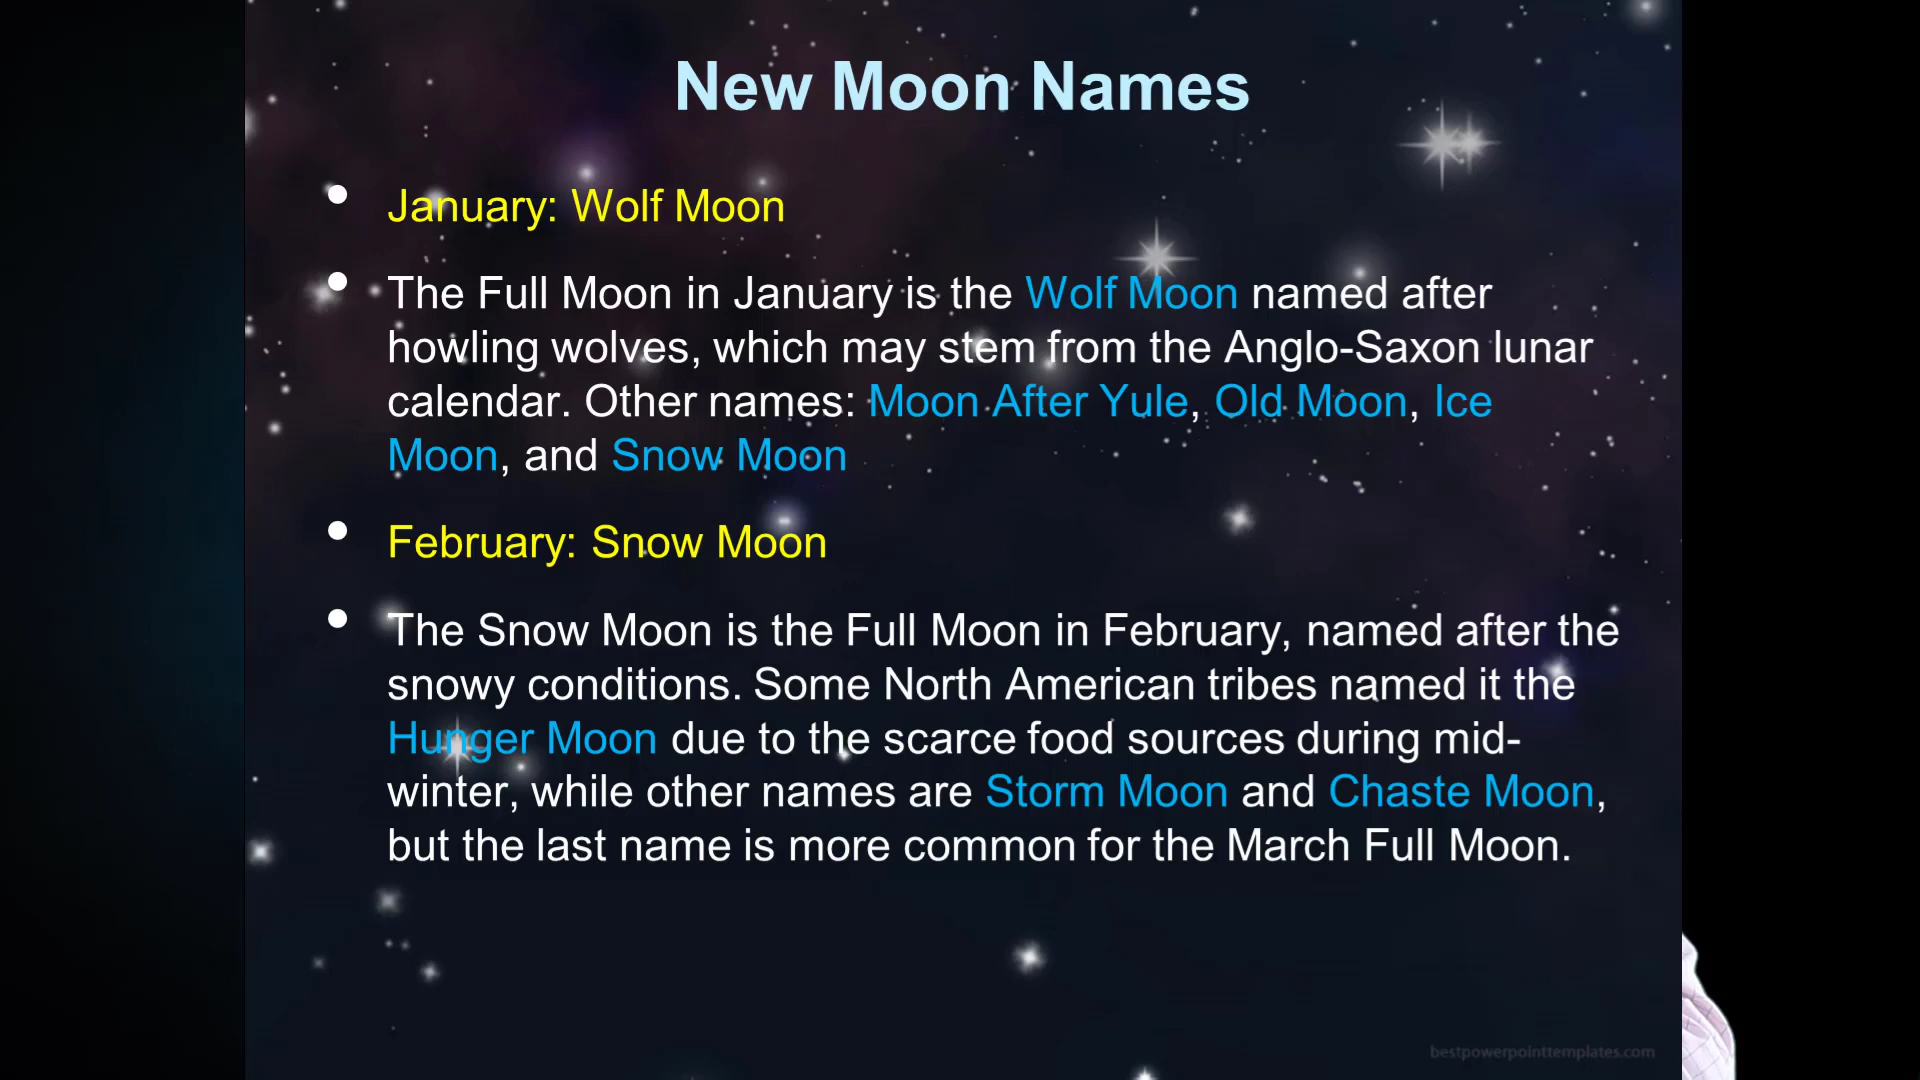 New Moon Names
• January: Wolf Moon
• The Full Moon in January is the Wolf Moon named after
howling wolves, which may stem from the Anglo-Saxon lunar
calendar. Other names: Moon After Yule, Old Moon, Ice
Moon, and Snow Moon
• February: Snow Moon
• The Snow Moon is the Full Moon in February, named after the
snowy conditions. Some North American tribes named it the
Hunger Moon due to the scarce food sources during mid-
winter, while other names are Storm Moon and Chaste Moon,
but the last name is more common for the March Full Moon.
bestpowerpointtemplates.com